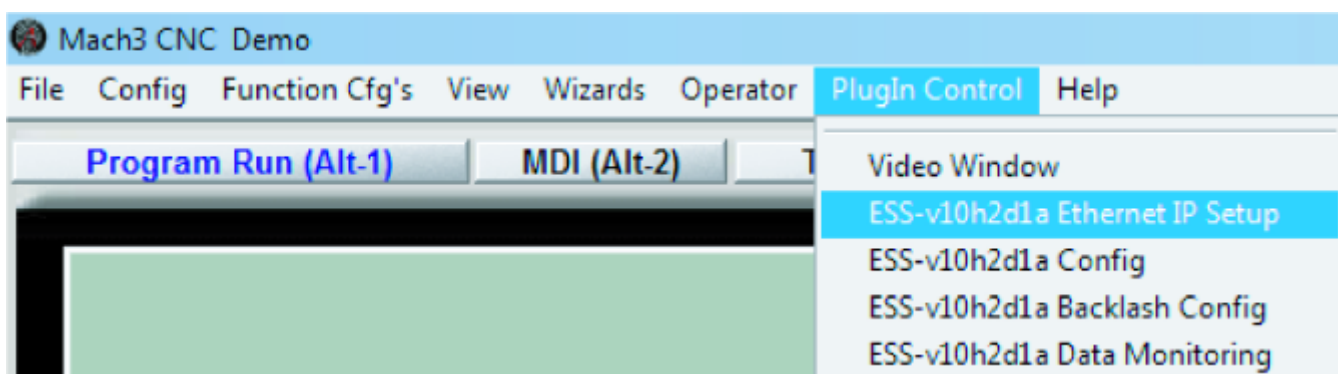 Mach3 CNC Demo
File Config Function Cfg's View Wizards Operator PlugIn Control Help
Program Run (Alt-1) MDI (Alt-2) T
Video Window
ESS-v10h2d1a Ethernet IP Setup
ESS-v10h2d1a Config
ESS-v10h2d1a Backlash Config
ESS-v10h2d1a Data Monitoring